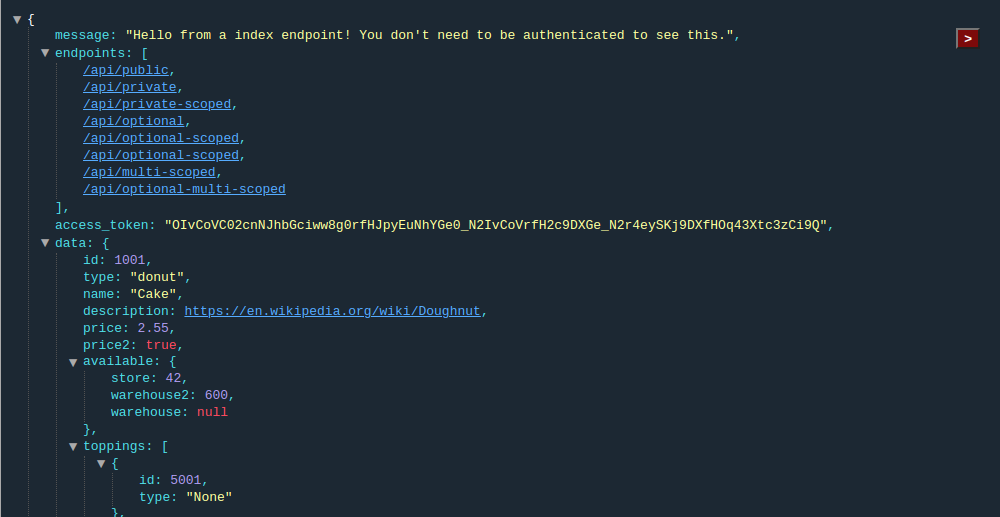 ▼ {
message: "Hello from a index endpoint! You don't need to be authenticated to see this.",
>
▼ endpoints: [
/api/public,
/api/private,
/api/private-scoped,
/api/optional,
/api/optional-scoped,
/api/optional-scoped,
/api/multi-scoped,
/api/optional-multi-scoped
],
access_token: "OIvCoVC02cnNJhbGciww8g0rfHJpyEuNhYGe0_N2IvCoVrfH2c9DXGe_N2r4eySKj9DXfHOq43Xtc3zCi9Q",
▼ data: {
id: 1001,
type: "donut",
name: "Cake",
description: https://en.wikipedia.org/wiki/Doughnut,
price: 2.55,
price2: true,
▼ available: {
store: 42,
warehouse2: 600,
warehouse: null
},
▼ toppings: [
▼ {
id: 5001,
type: "None"
},